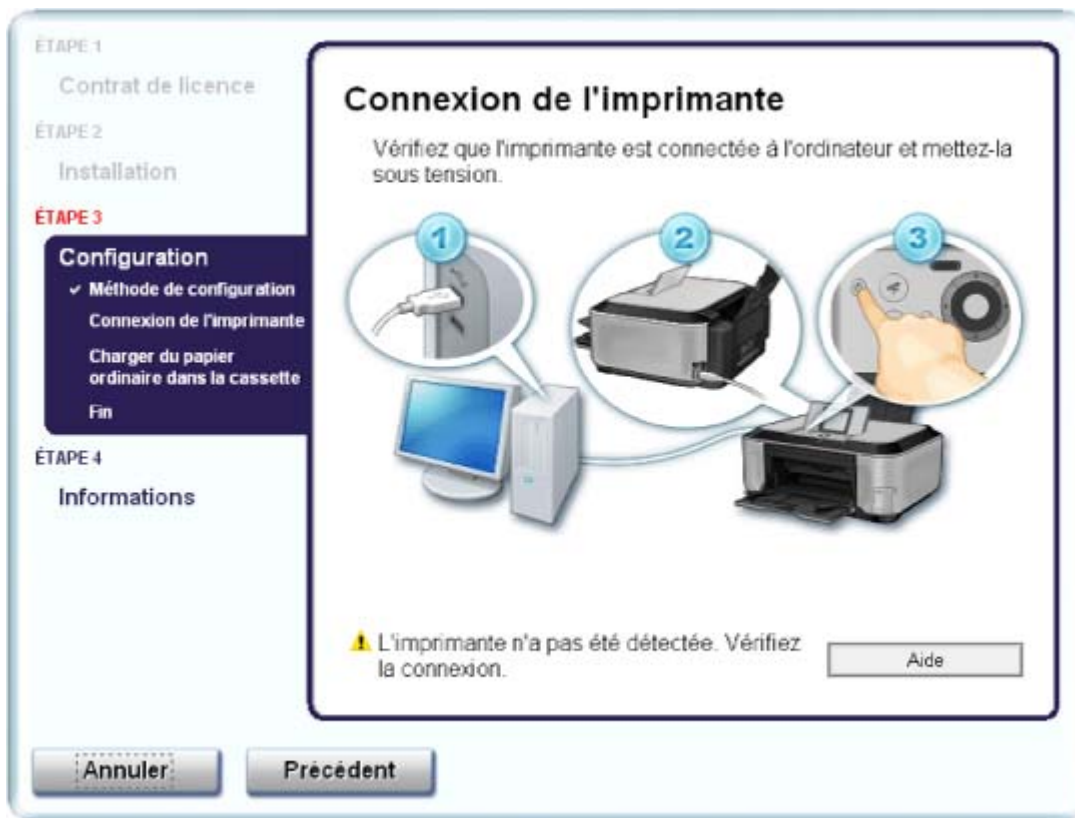 ÉTAPE 1
Contrat de licence
ÉTAPE 2
Installation
ÉTAPE 3
Configuration
Méthode de configuration
Connexion de l'imprimante
Charger du papier
ordinaire dans la cassette
Fin
ÉTAPE 4
Informations
Connexion de l'imprimante
Vérifiez que l'imprimante est connectée à l'ordinateur et mettez-la
sous tension.
1
2
3
L'imprimante n'a pas été détectée. Vérifiez
la connexion.
Aide
Annuler
Précédent